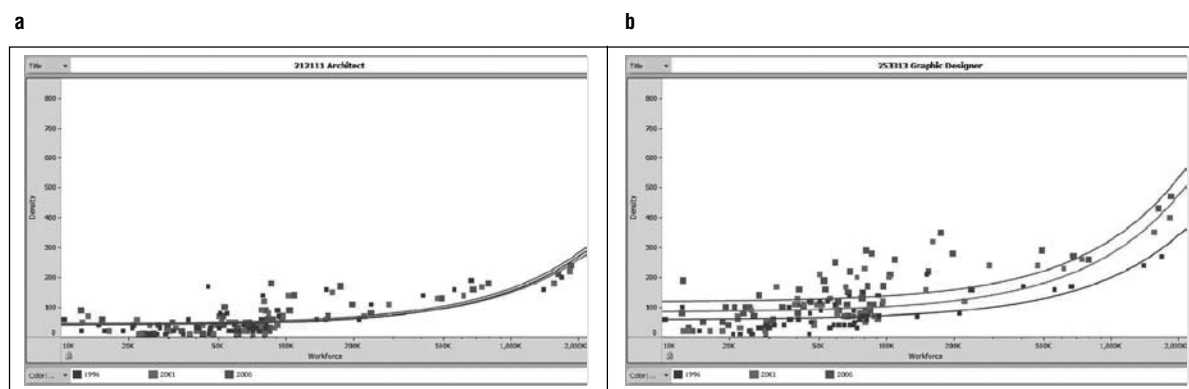 a
b
Title
212111 Architect
800
700
600
500
400
300
200
100
0
Density
10K 20K 50K 100K 200K 500K 1,000K 2,000K
Workforce
Color:... 1996 2001 2006
Title
253313 Graphic Designer
800
700
600
500
400
300
200
100
0
Density
10K 20K 50K 100K 200K 500K 1,000K 2,000K
Workforce
Color:... 1996 2001 2006